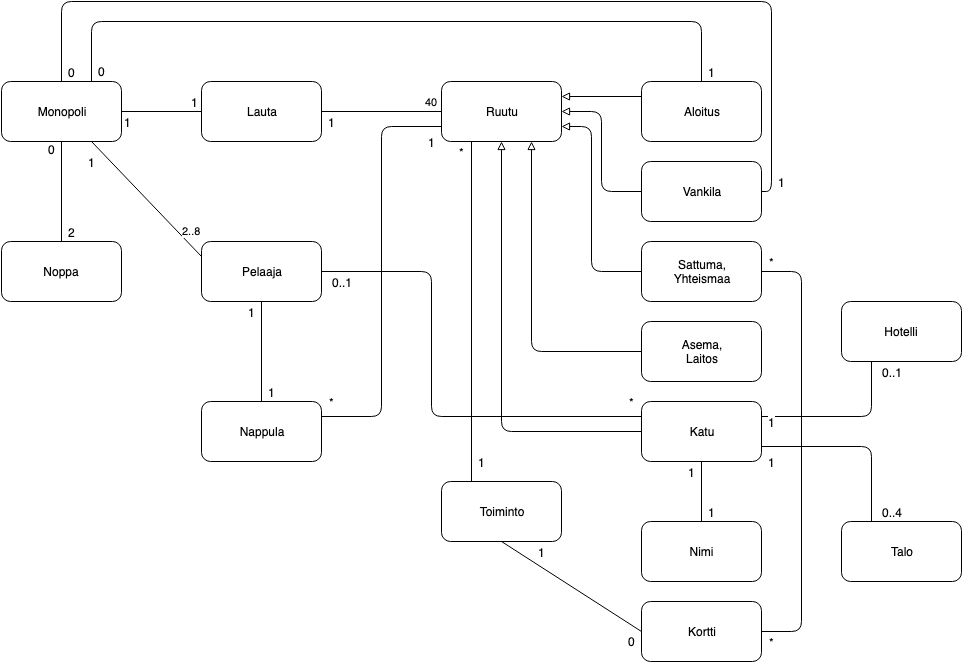 0
0
1
Monopoli
1
1
Lauta
1
40
Ruutu
Aloitus
0
1
1
*
Vankila
1
2
2..8
Noppa
Pelaaja
0..1
Sattuma,
Yhteismaa
*
1
Hotelli
Asema,
Laitos
0..1
1
*
*
Nappula
Katu
1
1
1
1
Toiminto
1
0..4
Nimi
Talo
1
Kortti
0
*